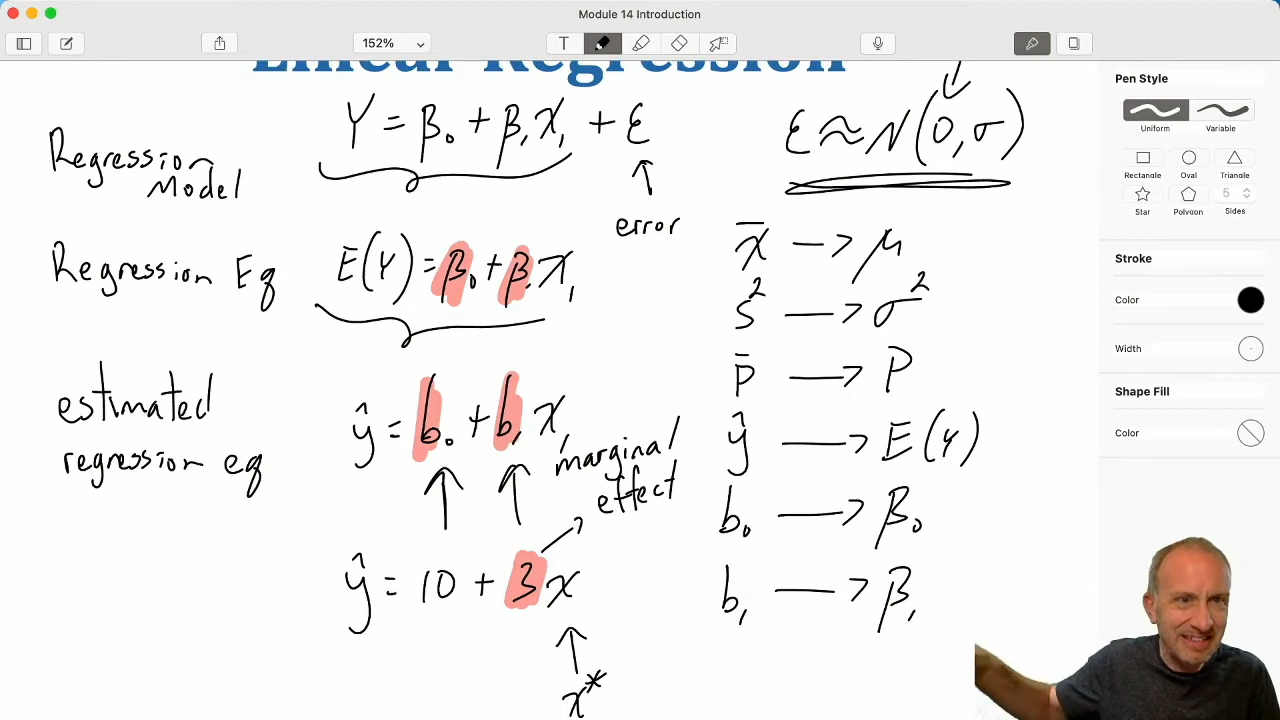 Module 14 Introduction
152%
T
Linear Regression
Regression Model
Y = β₀ + β₁X₁ + ε
error
ε ≈ N(0, σ)
Regression Eq
E(Y) = β₀ + β₁X₁
estimated regression eq
ŷ = b₀ + b₁x₁
marginal effect
ŷ = 10 + 3x
x*
x̄ → μ
s² → σ²
p̄ → P
ŷ → E(Y)
b₀ → β₀
b₁ → β₁
Pen Style
Uniform Variable
Rectangle Oval Triangle
5
Star Polygon Sides
Stroke
Color
Width
Shape Fill
Color